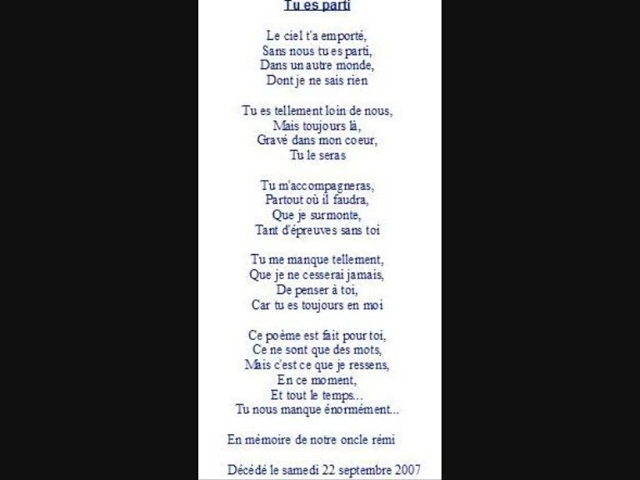 Tu es parti
Le ciel t'a emporté,
Sans nous tu es parti,
Dans un autre monde,
Dont je ne sais rien
Tu es tellement loin de nous,
Mais toujours là,
Gravé dans mon coeur,
Tu le seras
Tu m'accompagneras,
Partout où il faudra,
Que je surmonte,
Tant d'épreuves sans toi
Tu me manque tellement,
Que je ne cesserai jamais,
De penser à toi,
Car tu es toujours en moi
Ce poème est fait pour toi,
Ce ne sont que des mots,
Mais c'est ce que je ressens,
En ce moment,
Et tout le temps...
Tu nous manque énormément...
En mémoire de notre oncle rémi
Décédé le samedi 22 septembre 2007